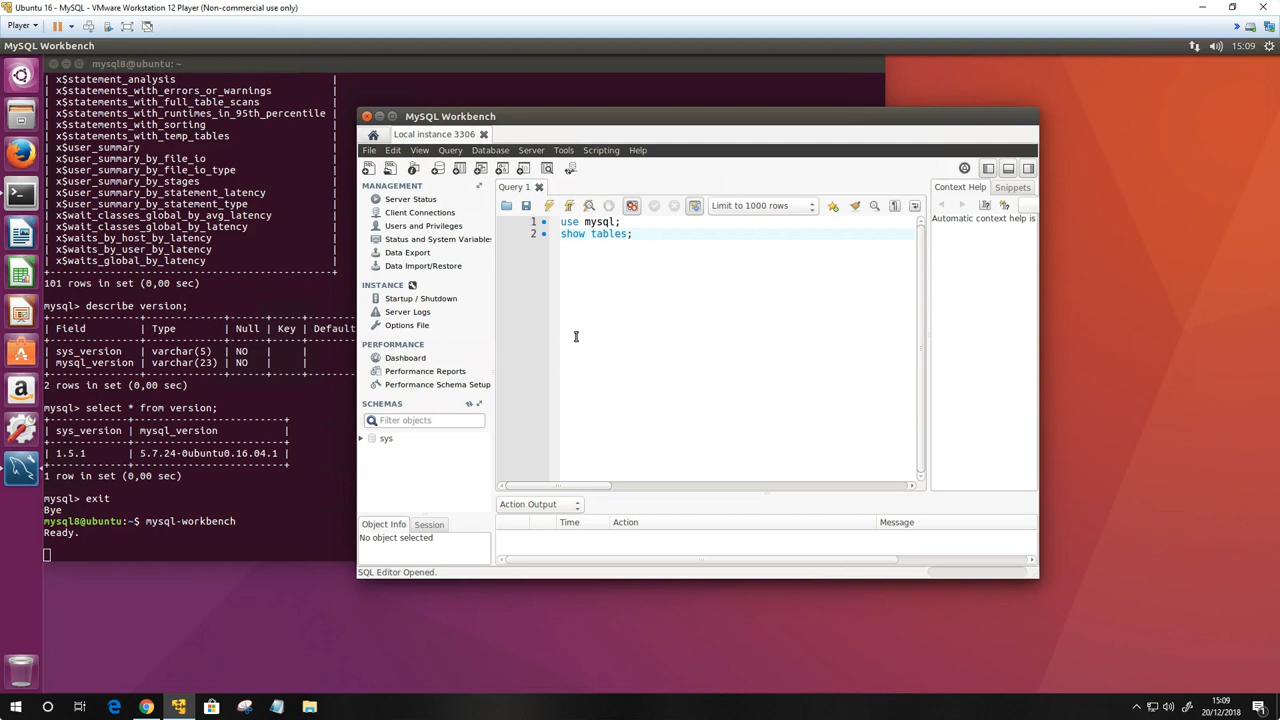 Ubuntu 16 - MySQL - VMware Workstation 12 Player (Non-commercial use only)
Player
MySQL Workbench
15:09
mysql8@ubuntu: ~
| x$statement_analysis |
| x$statements_with_errors_or_warnings |
| x$statements_with_full_table_scans |
| x$statements_with_runtimes_in_95th_percentile |
| x$statements_with_sorting |
| x$statements_with_temp_tables |
| x$user_summary |
| x$user_summary_by_file_io |
| x$user_summary_by_file_io_type |
| x$user_summary_by_stages |
| x$user_summary_by_statement_latency |
| x$user_summary_by_statement_type |
| x$wait_classes_global_by_avg_latency |
| x$wait_classes_global_by_latency |
| x$waits_by_host_by_latency |
| x$waits_by_user_by_latency |
| x$waits_global_by_latency |
101 rows in set (0,00 sec)
mysql> describe version;
| Field | Type | Null | Key | Default
| sys_version | varchar(5) | NO | |
| mysql_version | varchar(23) | NO | |
2 rows in set (0,00 sec)
mysql> select * from version;
| sys_version | mysql_version |
| 1.5.1 | 5.7.24-0ubuntu0.16.04.1 |
1 row in set (0,00 sec)
mysql> exit
Bye
mysql8@ubuntu:~$ mysql-workbench
Ready.
MySQL Workbench
Local instance 3306
File Edit View Query Database Server Tools Scripting Help
MANAGEMENT
Server Status
Client Connections
Users and Privileges
Status and System Variables
Data Export
Data Import/Restore
INSTANCE
Startup / Shutdown
Server Logs
Options File
PERFORMANCE
Dashboard
Performance Reports
Performance Schema Setup
SCHEMAS
Filter objects
sys
Object Info Session
No object selected
SQL Editor Opened.
Query 1
Limit to 1000 rows
1 use mysql;
2 show tables;
Context Help Snippets
Automatic context help is
Action Output
Time Action Message
15:09
20/12/2018
1